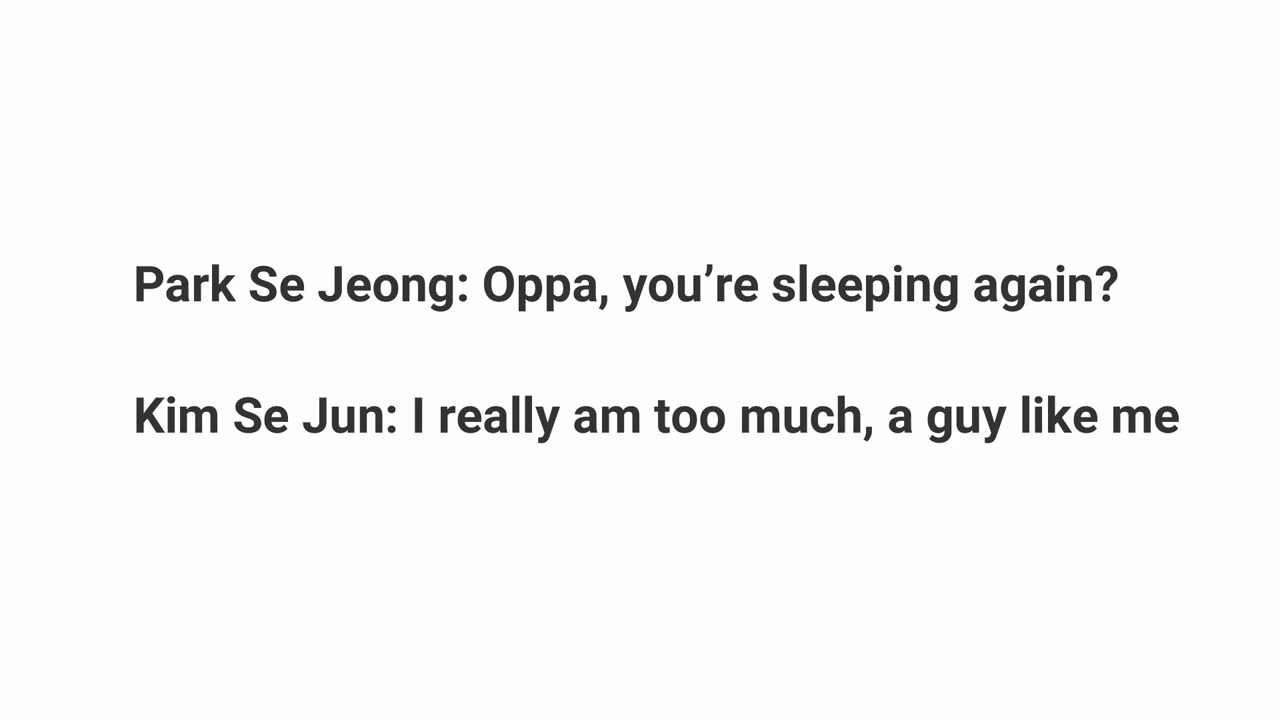 Park Se Jeong: Oppa, you’re sleeping again?
Kim Se Jun: I really am too much, a guy like me